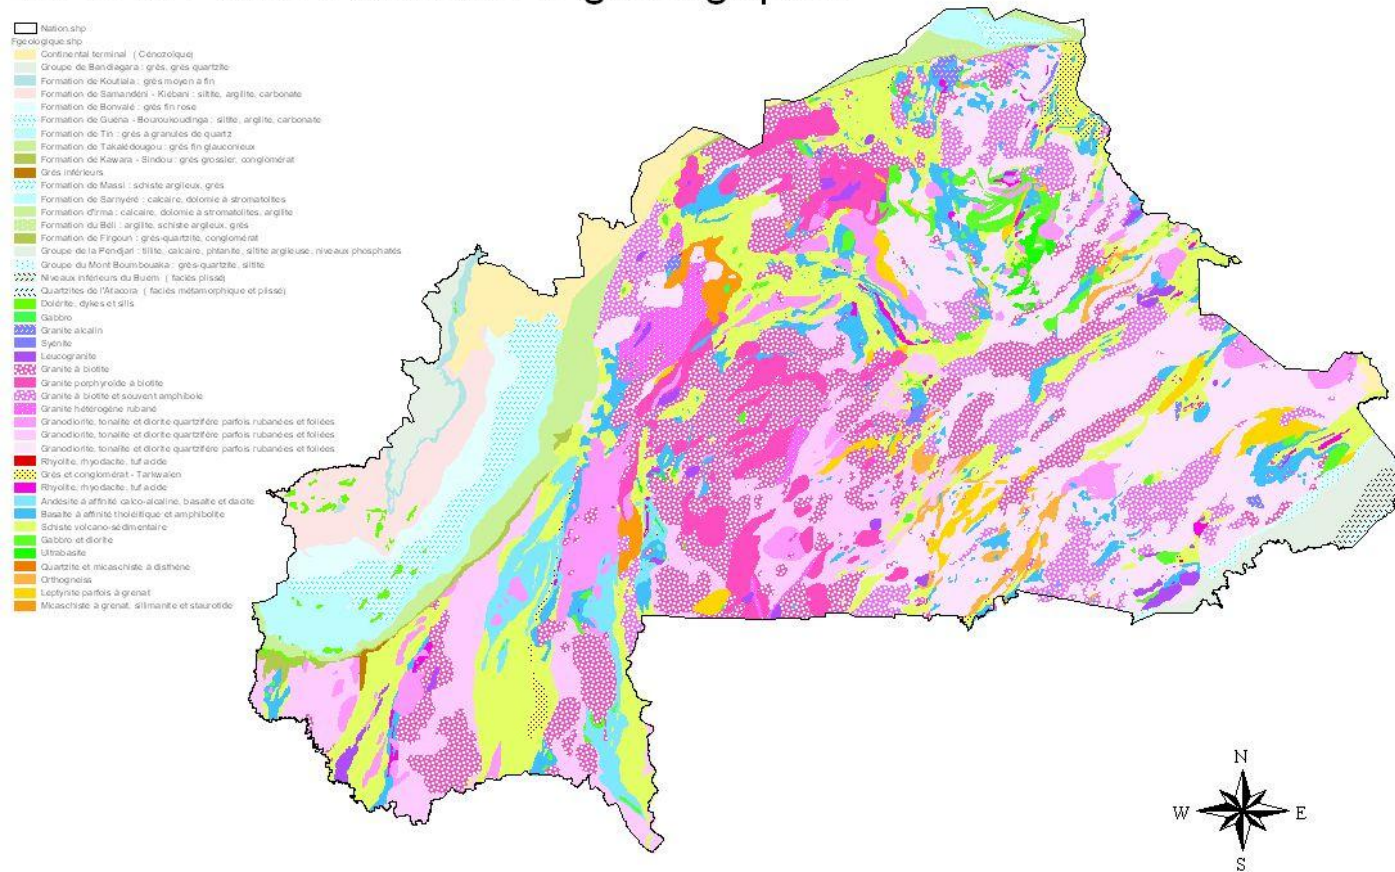 Nation.shp
Fgeologique.shp
Continental terminal ( Cénozoïque)
Groupe de Bandiagara : grès, grès quartzite
Formation de Koutiala : grès moyen à fin
Formation de Samandéni - Kiébani : siltite, argilite, carbonate
Formation de Bonvalé : grès fin rose
Formation de Guéna - Bouroukoudinga : siltite, argilite, carbonate
Formation de Tin : grès à granules de quartz
Formation de Takalédougou : grès fin glauconieux
Formation de Kawara - Sindou : grès grossier, conglomérat
Grès inférieurs
Formation de Massi : schiste argileux, grès
Formation de Sarnyéré : calcaire, dolomie à stromatolites
Formation d'Irma : calcaire, dolomie à stromatolites, argilite
Formation du Béli : argilite, schiste argileux, grès
Formation de Firgoun : grès-quartzite, conglomérat
Groupe de la Pendjari : tillite, calcaire, phtanite, siltite argileuse, niveaux phosphatés
Groupe du Mont Boumbouaka : grès-quartzite, siltite
Niveaux inférieurs du Buem ( faciès plissé)
Quartzites de l'Atacora ( faciès métamorphique et plissé)
Dolérite, dykes et sills
Gabbro
Granite alcalin
Syénite
Leucogranite
Granite à biotite
Granite porphyroïde à biotite
Granite à biotite et souvent amphibole
Granite hétérogène rubané
Granodiorite, tonalite et diorite quartzifère parfois rubanées et foliées
Granodiorite, tonalite et diorite quartzifère parfois rubanées et foliées
Granodiorite, tonalite et diorite quartzifère parfois rubanées et foliées
Rhyolite, rhyodacite, tuf acide
Grès et conglomérat - Tarkwaïen
Rhyolite, rhyodacite, tuf acide
Andésite à affinité calco-alcaline, basalte et dacite
Basalte à affinité tholéiitique et amphibolite
Schiste volcano-sédimentaire
Gabbro et diorite
Ultrabasite
Quartzite et micaschiste à disthène
Orthogneiss
Leptynite parfois à grenat
Micaschiste à grenat, silimanite et staurotide
N
W E
S